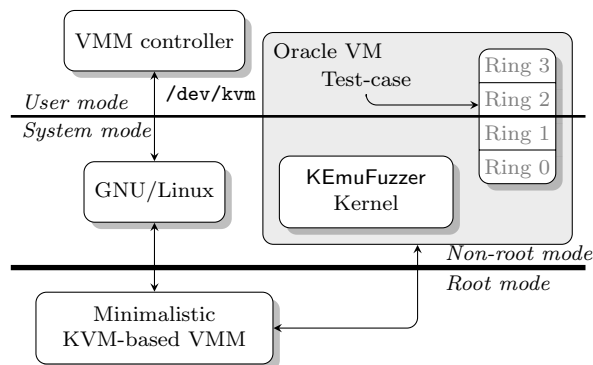 VMM controller
Oracle VM
Test-case
Ring 3
Ring 2
Ring 1
Ring 0
/dev/kvm
User mode
System mode
GNU/Linux
KEmuFuzzer
Kernel
Non-root mode
Root mode
Minimalistic
KVM-based VMM